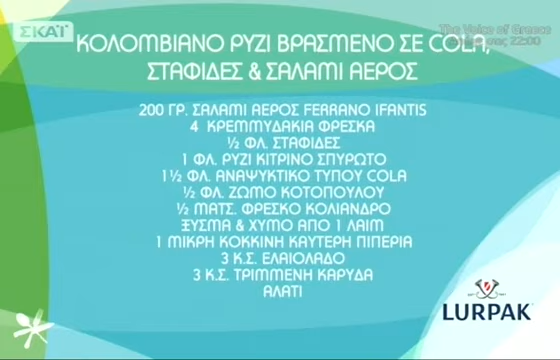 ΣΚΑΪ
The Voice of Greece
22:00
ΚΟΛΟΜΒΙΑΝΟ ΡΥΖΙ ΒΡΑΣΜΕΝΟ ΣΕ COLA,
ΣΤΑΦΙΔΕΣ & ΣΑΛΑΜΙ ΑΕΡΟΣ
200 ΓΡ. ΣΑΛΑΜΙ ΑΕΡΟΣ FERRANO IFANTIS
4 ΚΡΕΜΜΥΔΑΚΙΑ ΦΡΕΣΚΑ
½ ΦΛ. ΣΤΑΦΙΔΕΣ
1 ΦΛ. ΡΥΖΙ ΚΙΤΡΙΝΟ ΣΠΥΡΩΤΟ
1½ ΦΛ. ΑΝΑΨΥΚΤΙΚΟ ΤΥΠΟΥ COLA
½ ΦΛ. ΖΩΜΟ ΚΟΤΟΠΟΥΛΟΥ
½ ΜΑΤΣ. ΦΡΕΣΚΟ ΚΟΛΙΑΝΔΡΟ
ΞΥΣΜΑ & ΧΥΜΟ ΑΠΟ 1 ΛΑΙΜ
1 ΜΙΚΡΗ ΚΟΚΚΙΝΗ ΚΑΥΤΕΡΗ ΠΙΠΕΡΙΑ
3 Κ.Σ. ΕΛΑΙΟΛΑΔΟ
3 Κ.Σ. ΤΡΙΜΜΕΝΗ ΚΑΡΥΔΑ
ΑΛΑΤΙ
LURPAK